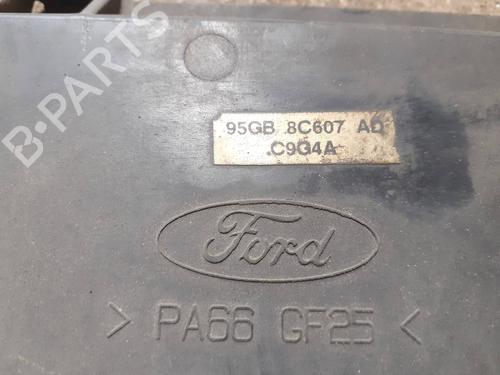 B-PARTS
95GB 8C607 AD
C9G4A
Ford
> PA66 GF25 <